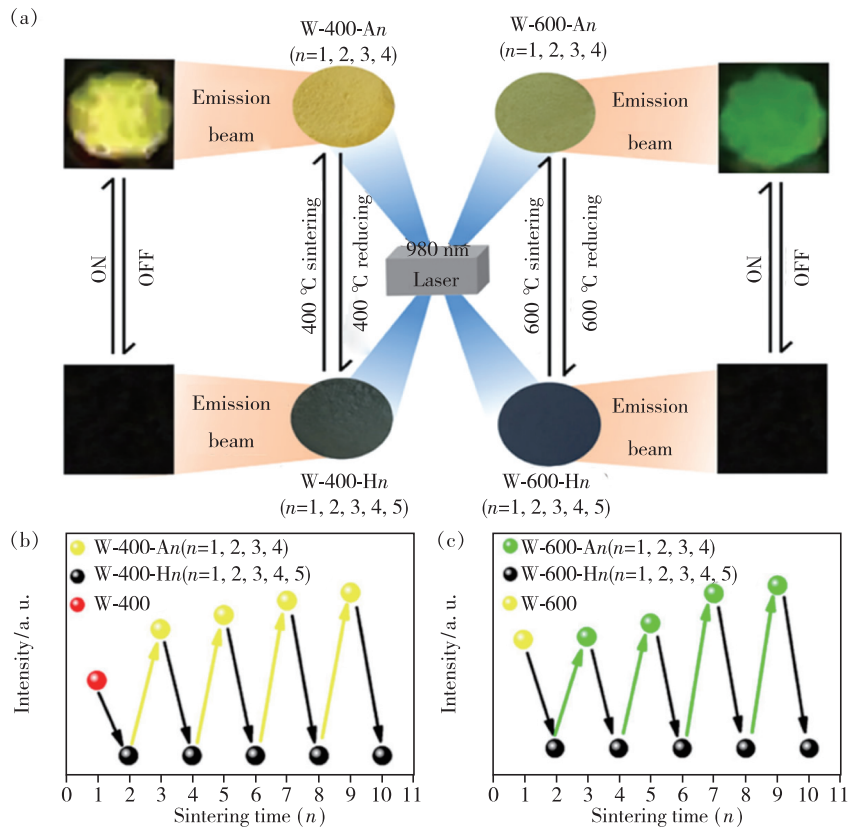 (a)
W-400-An
(n=1, 2, 3, 4)
W-600-An
(n=1, 2, 3, 4)
Emission
beam
Emission
beam
ON
OFF
400 ℃ sintering
400 ℃ reducing
980 nm
Laser
600 ℃ sintering
600 ℃ reducing
ON
OFF
Emission
beam
Emission
beam
W-400-Hn
(n=1, 2, 3, 4, 5)
W-600-Hn
(n=1, 2, 3, 4, 5)
(b)
W-400-An(n=1, 2, 3, 4)
W-400-Hn(n=1, 2, 3, 4, 5)
W-400
Intensity/a. u.
0 1 2 3 4 5 6 7 8 9 10 11
Sintering time (n)
(c)
W-600-An(n=1, 2, 3, 4)
W-600-Hn(n=1, 2, 3, 4, 5)
W-600
Intensity/a. u.
0 1 2 3 4 5 6 7 8 9 10 11
Sintering time (n)